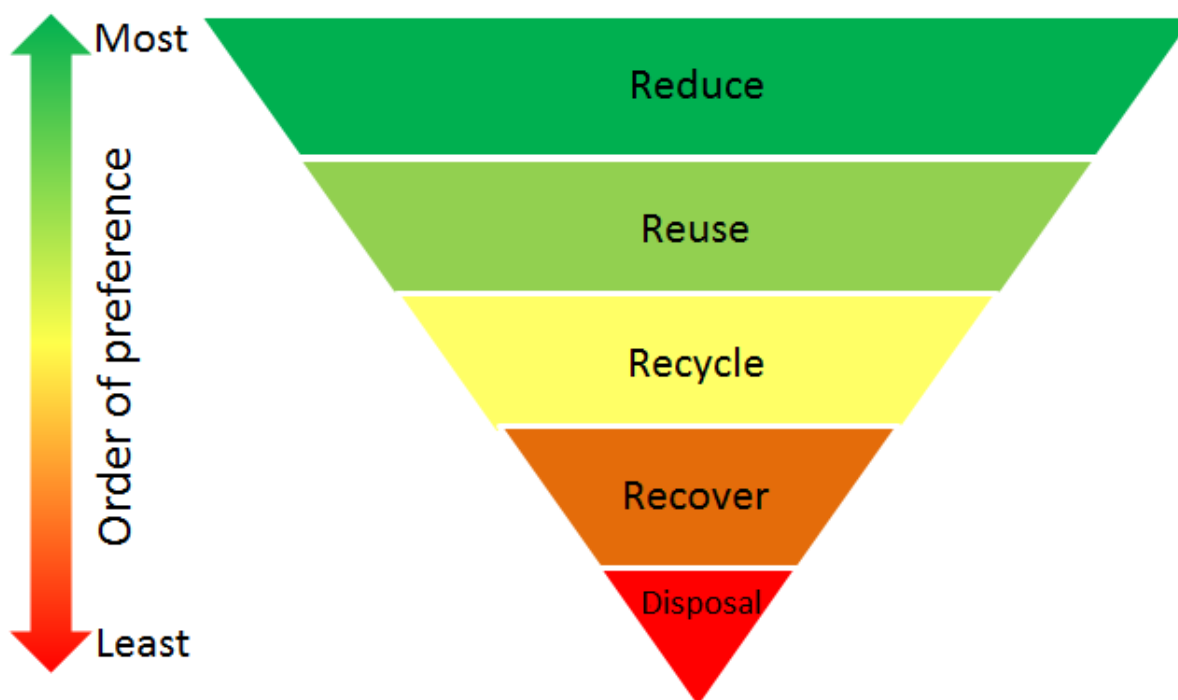 Most
Reduce
Reuse
Order of preference
Recycle
Recover
Disposal
Least